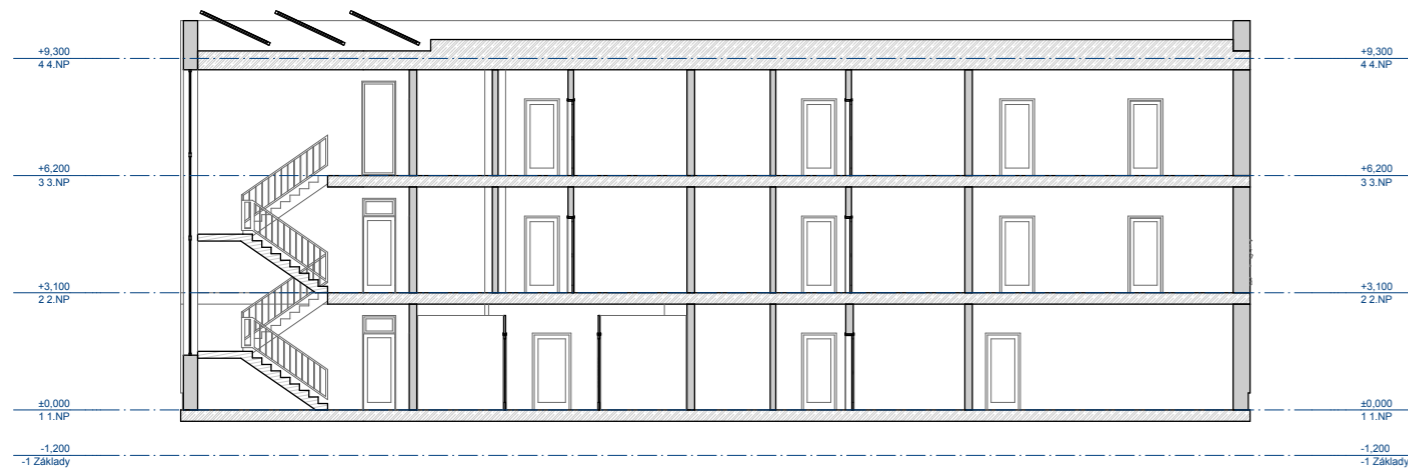 +9,300
4 4.NP
+9,300
4 4.NP
+6,200
3 3.NP
+6,200
3 3.NP
+3,100
2 2.NP
+3,100
2 2.NP
±0,000
1 1.NP
±0,000
1 1.NP
-1,200
-1 Základy
-1,200
-1 Základy